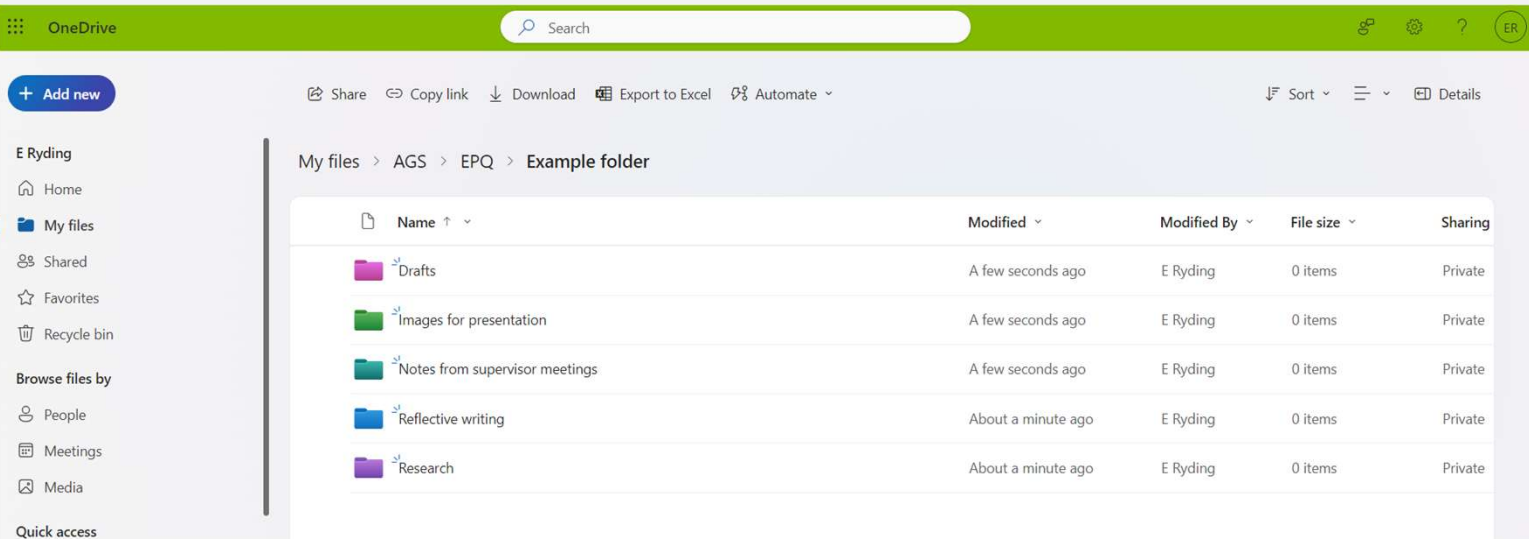 OneDrive Search ER
Add new Share Copy link Download Export to Excel Automate Sort Details
E Ryding
Home
My files
Shared
Favorites
Recycle bin
Browse files by
People
Meetings
Media
Quick access
My files > AGS > EPQ > Example folder
Name Modified Modified By File size Sharing
Drafts A few seconds ago E Ryding 0 items Private
Images for presentation A few seconds ago E Ryding 0 items Private
Notes from supervisor meetings A few seconds ago E Ryding 0 items Private
Reflective writing About a minute ago E Ryding 0 items Private
Research About a minute ago E Ryding 0 items Private